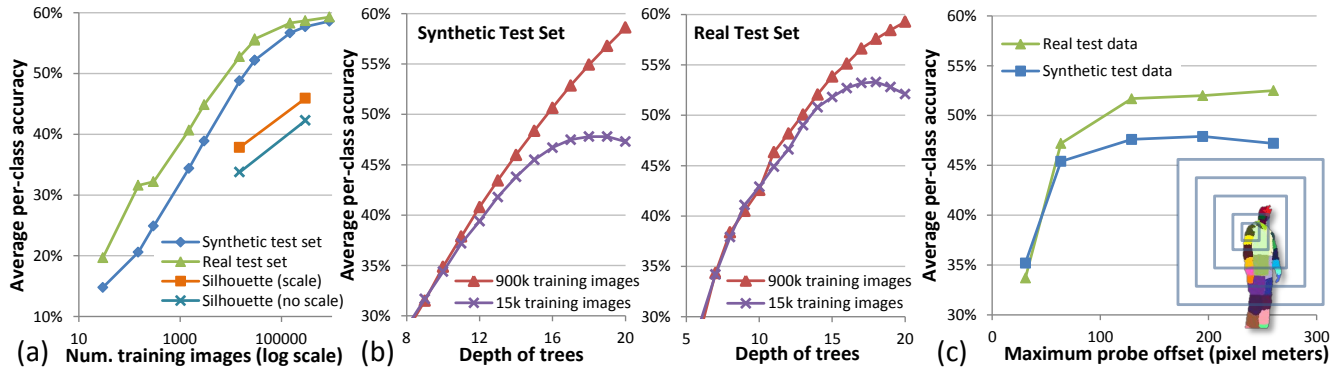 60%
50%
40%
30%
20%
10%
10
1000
100000
Average per-class accuracy
Num. training images (log scale)
Synthetic test set
Real test set
Silhouette (scale)
Silhouette (no scale)
(a)
Synthetic Test Set
60%
55%
50%
45%
40%
35%
30%
8
12
16
20
Average per-class accuracy
Depth of trees
900k training images
15k training images
(b)
Real Test Set
60%
55%
50%
45%
40%
35%
30%
5
10
15
20
Depth of trees
900k training images
15k training images
60%
55%
50%
45%
40%
35%
30%
0
100
200
300
Average per-class accuracy
Maximum probe offset (pixel meters)
Real test data
Synthetic test data
(c)